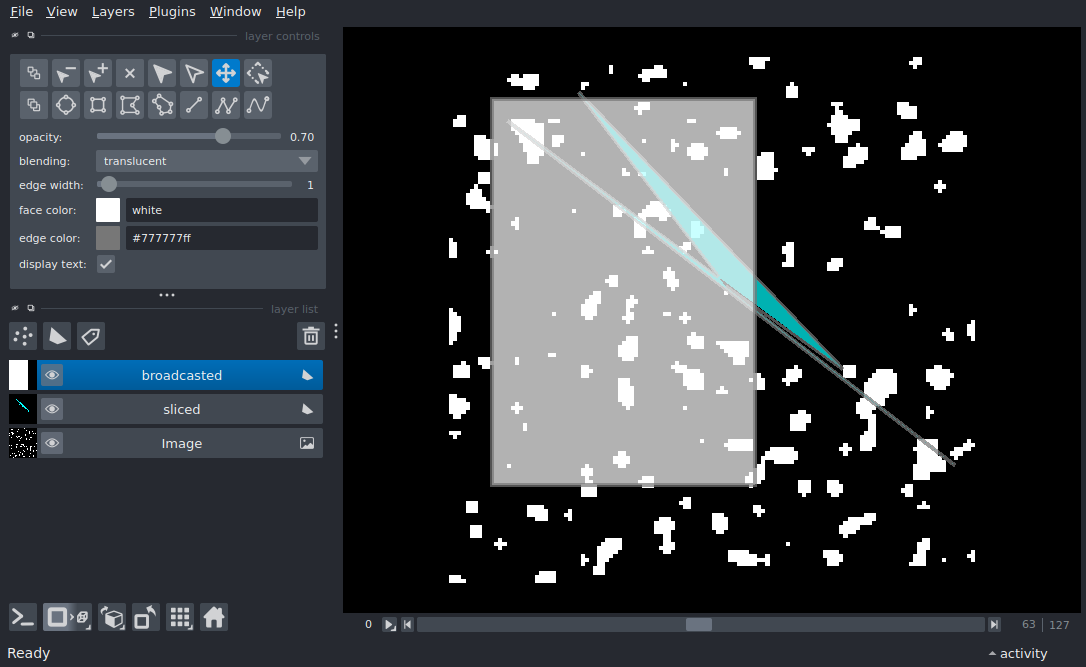 File View Layers Plugins Window Help
layer controls
opacity: 0.70
blending: translucent
edge width: 1
face color: white
edge color: #777777ff
display text:
layer list
broadcasted
sliced
Image
0 63 127
Ready activity